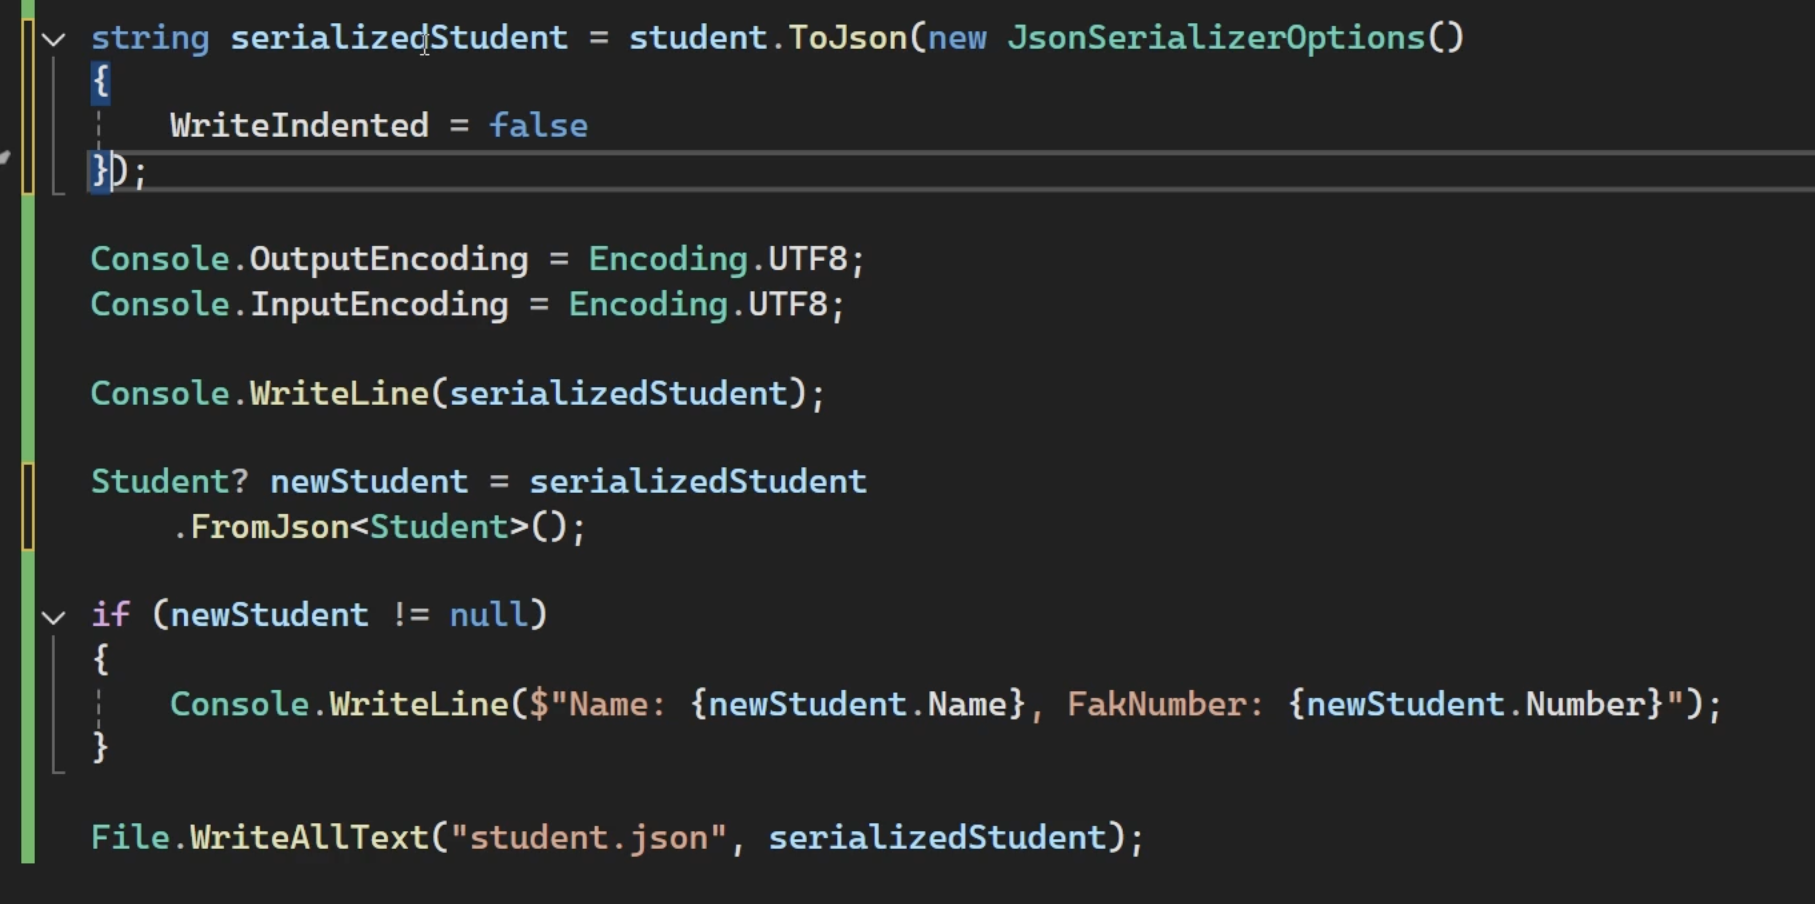 string serializedStudent = student.ToJson(new JsonSerializerOptions()
{
    WriteIndented = false
});

Console.OutputEncoding = Encoding.UTF8;
Console.InputEncoding = Encoding.UTF8;

Console.WriteLine(serializedStudent);

Student? newStudent = serializedStudent
    .FromJson<Student>();

if (newStudent != null)
{
    Console.WriteLine($"Name: {newStudent.Name}, FakNumber: {newStudent.Number}");
}

File.WriteAllText("student.json", serializedStudent);